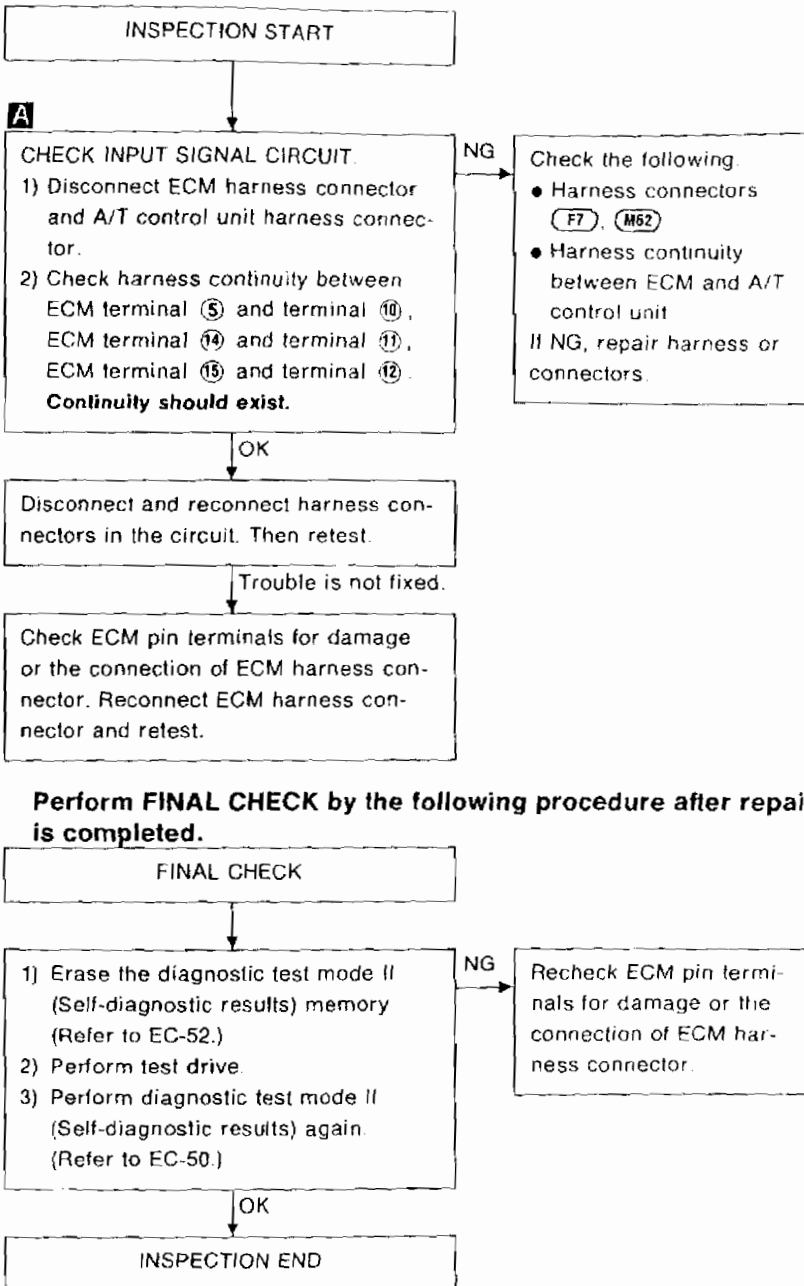 INSPECTION START
A
CHECK INPUT SIGNAL CIRCUIT.
1) Disconnect ECM harness connector
and A/T control unit harness connec-
tor.
2) Check harness continuity between
ECM terminal ⑤ and terminal ⑩,
ECM terminal ⑭ and terminal ⑪,
ECM terminal ⑮ and terminal ⑫.
Continuity should exist.
NG
Check the following.
● Harness connectors
F7, M62
● Harness continuity
between ECM and A/T
control unit
If NG, repair harness or
connectors.
OK
Disconnect and reconnect harness con-
nectors in the circuit. Then retest.
Trouble is not fixed.
Check ECM pin terminals for damage
or the connection of ECM harness con-
nector. Reconnect ECM harness con-
nector and retest.
Perform FINAL CHECK by the following procedure after repai
is completed.
FINAL CHECK
1) Erase the diagnostic test mode II
(Self-diagnostic results) memory
(Refer to EC-52.)
2) Perform test drive.
3) Perform diagnostic test mode II
(Self-diagnostic results) again.
(Refer to EC-50.)
NG
Recheck ECM pin termi-
nals for damage or the
connection of ECM har-
ness connector.
OK
INSPECTION END